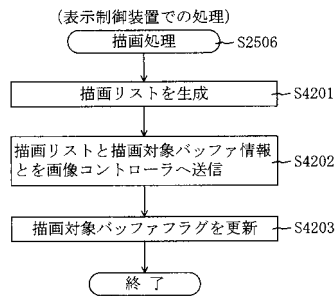 (表示制御装置での処理)
描画処理
S2506
描画リストを生成
S4201
描画リストと描画対象バッファ情報
とを画像コントローラへ送信
S4202
描画対象バッファフラグを更新
S4203
終了